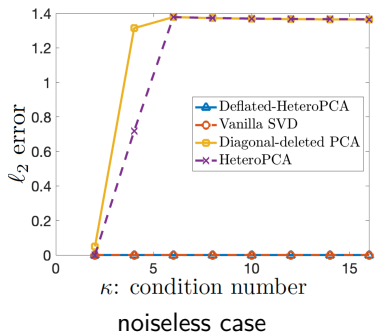 1.4
1.2
1
0.8
0.6
0.4
0.2
0
ℓ₂ error
Deflated-HeteroPCA
Vanilla SVD
Diagonal-deleted PCA
HeteroPCA
0 5 10 15
κ: condition number
noiseless case